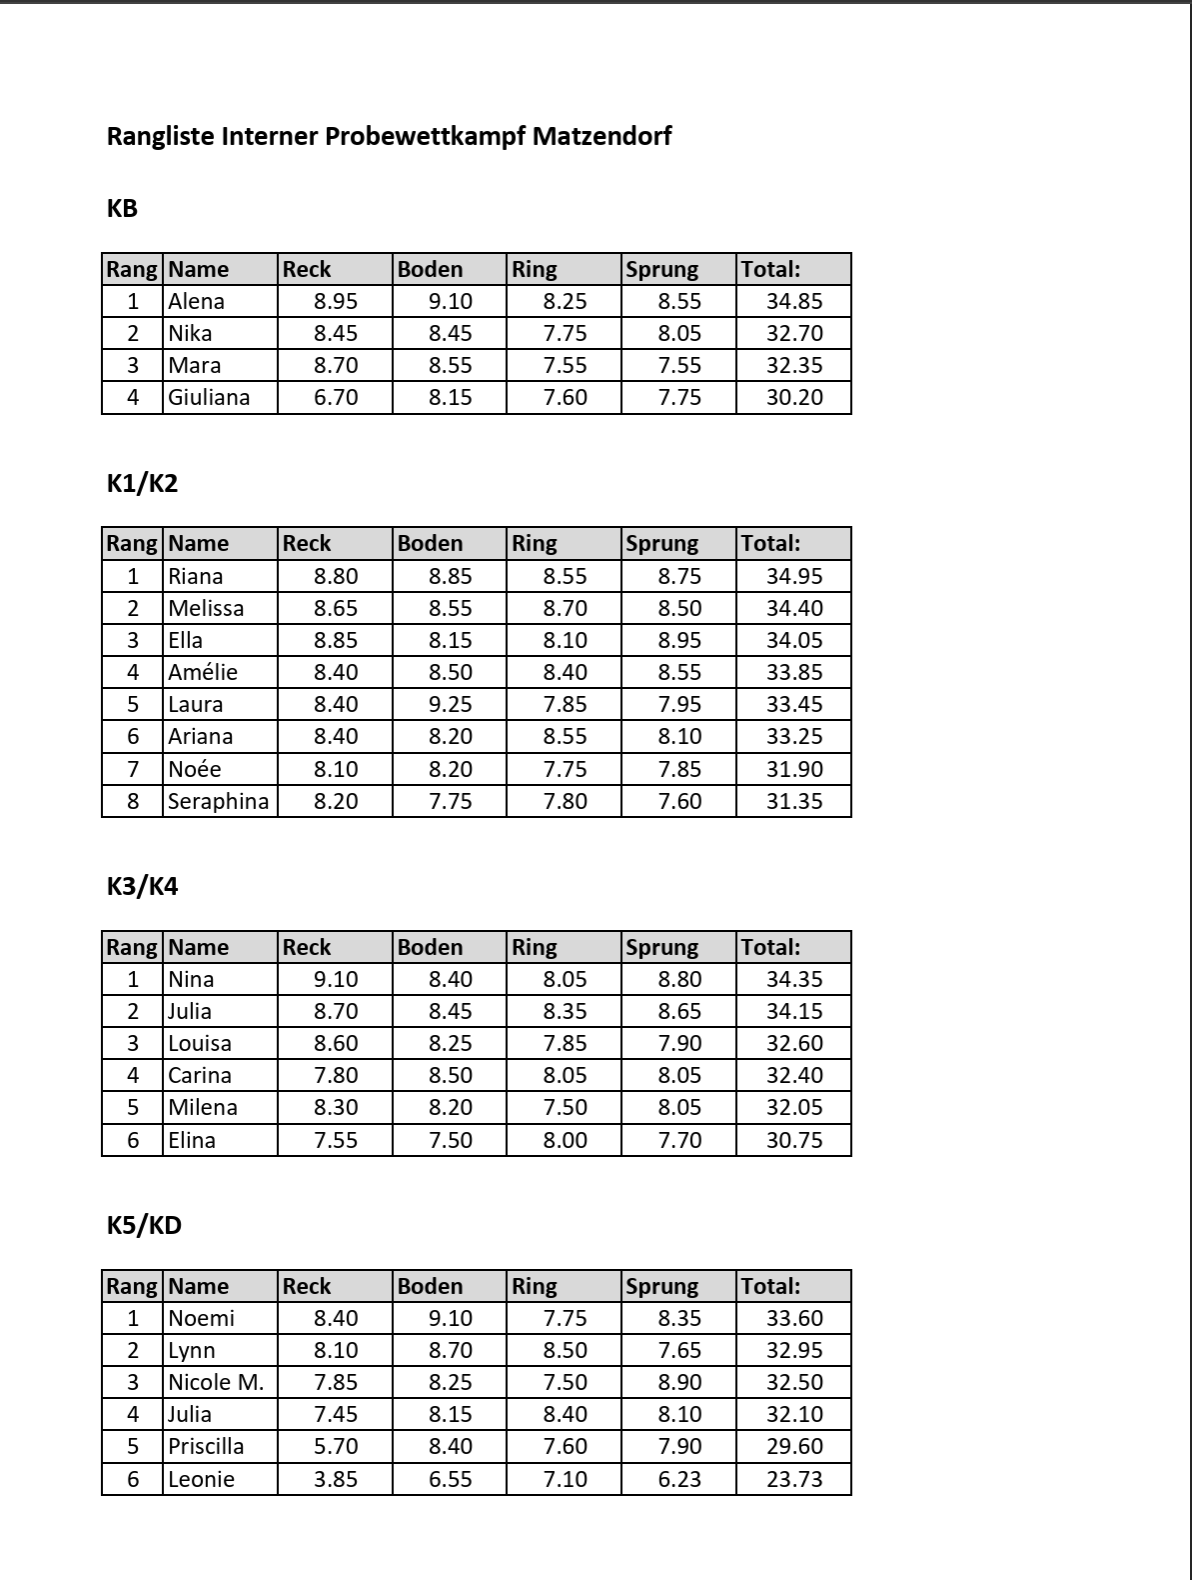 Rangliste Interner Probewettkampf Matzendorf
KB
Rang Name Reck Boden Ring Sprung Total:
1 Alena 8.95 9.10 8.25 8.55 34.85
2 Nika 8.45 8.45 7.75 8.05 32.70
3 Mara 8.70 8.55 7.55 7.55 32.35
4 Giuliana 6.70 8.15 7.60 7.75 30.20
K1/K2
Rang Name Reck Boden Ring Sprung Total:
1 Riana 8.80 8.85 8.55 8.75 34.95
2 Melissa 8.65 8.55 8.70 8.50 34.40
3 Ella 8.85 8.15 8.10 8.95 34.05
4 Amélie 8.40 8.50 8.40 8.55 33.85
5 Laura 8.40 9.25 7.85 7.95 33.45
6 Ariana 8.40 8.20 8.55 8.10 33.25
7 Noée 8.10 8.20 7.75 7.85 31.90
8 Seraphina 8.20 7.75 7.80 7.60 31.35
K3/K4
Rang Name Reck Boden Ring Sprung Total:
1 Nina 9.10 8.40 8.05 8.80 34.35
2 Julia 8.70 8.45 8.35 8.65 34.15
3 Louisa 8.60 8.25 7.85 7.90 32.60
4 Carina 7.80 8.50 8.05 8.05 32.40
5 Milena 8.30 8.20 7.50 8.05 32.05
6 Elina 7.55 7.50 8.00 7.70 30.75
K5/KD
Rang Name Reck Boden Ring Sprung Total:
1 Noemi 8.40 9.10 7.75 8.35 33.60
2 Lynn 8.10 8.70 8.50 7.65 32.95
3 Nicole M. 7.85 8.25 7.50 8.90 32.50
4 Julia 7.45 8.15 8.40 8.10 32.10
5 Priscilla 5.70 8.40 7.60 7.90 29.60
6 Leonie 3.85 6.55 7.10 6.23 23.73